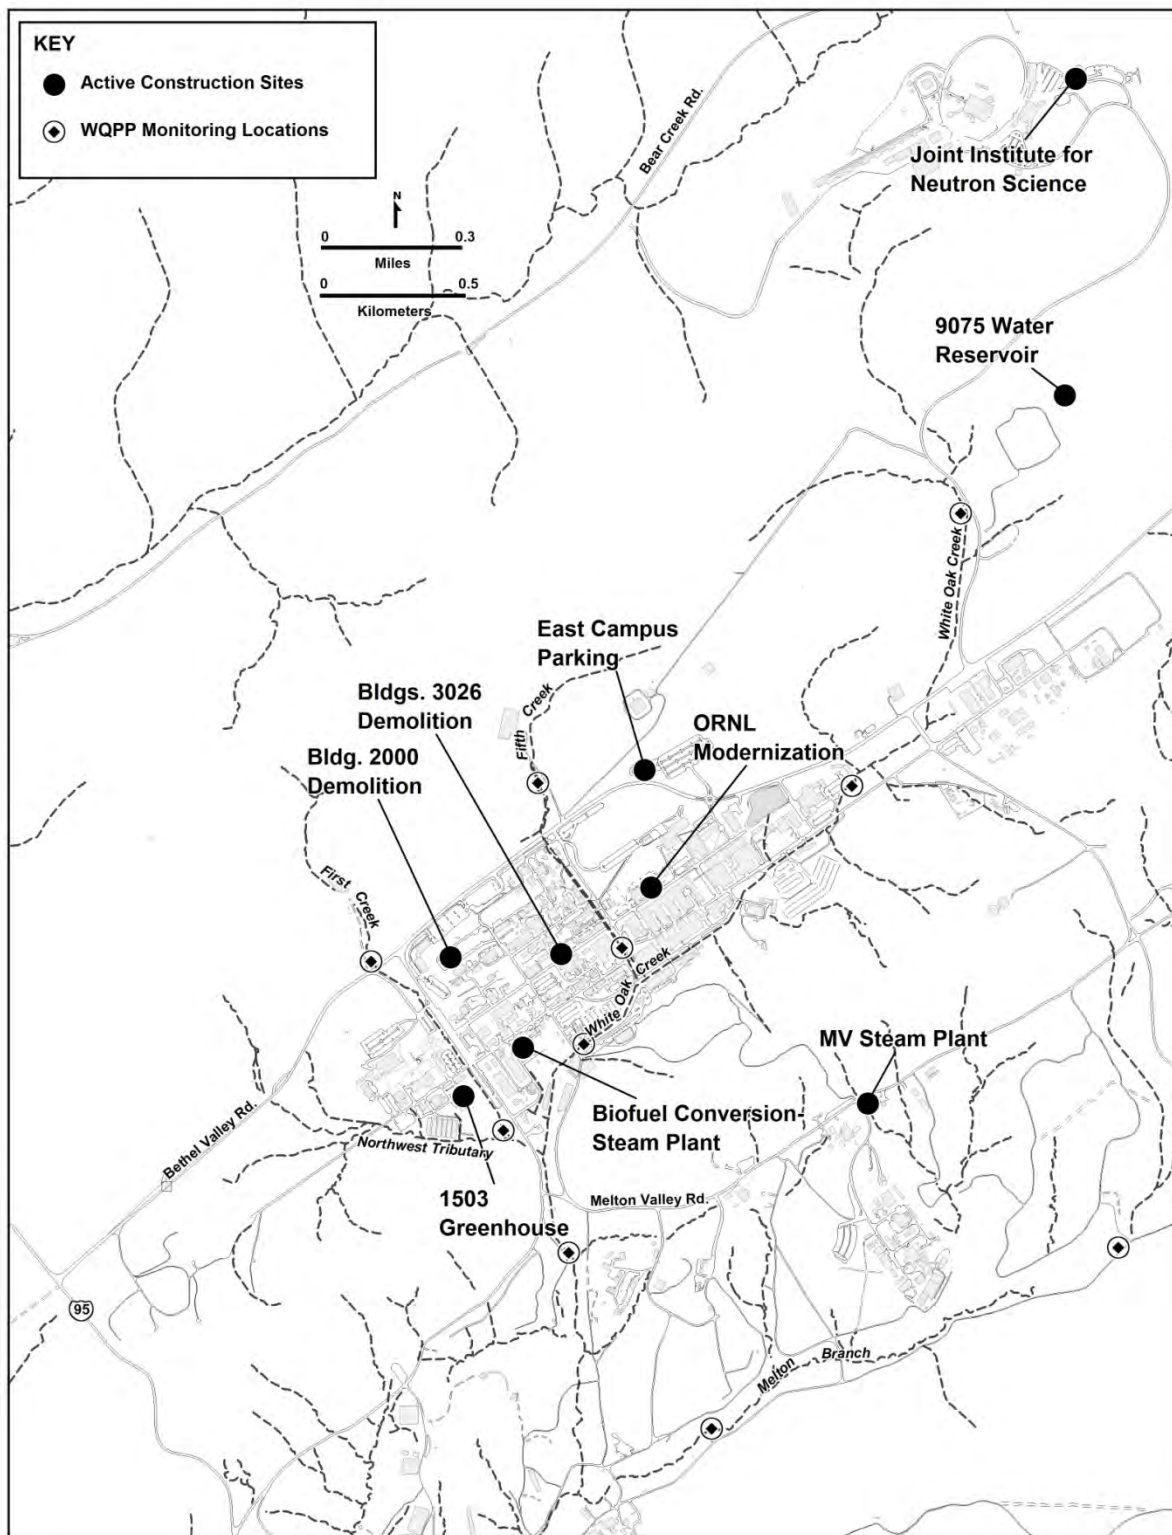 KEY
Active Construction Sites
WQPP Monitoring Locations
N
0 0.3
Miles
0 0.5
Kilometers
Bear Creek Rd.
Joint Institute for
Neutron Science
9075 Water
Reservoir
White Oak Creek
East Campus
Parking
Bldgs. 3026
Demolition
Fifth Creek
ORNL
Modernization
Bldg. 2000
Demolition
First Creek
White Oak Creek
MV Steam Plant
Biofuel Conversion-
Steam Plant
Bethel Valley Rd.
Northwest Tributary
1503
Greenhouse
Melton Valley Rd.
95
Melton Branch